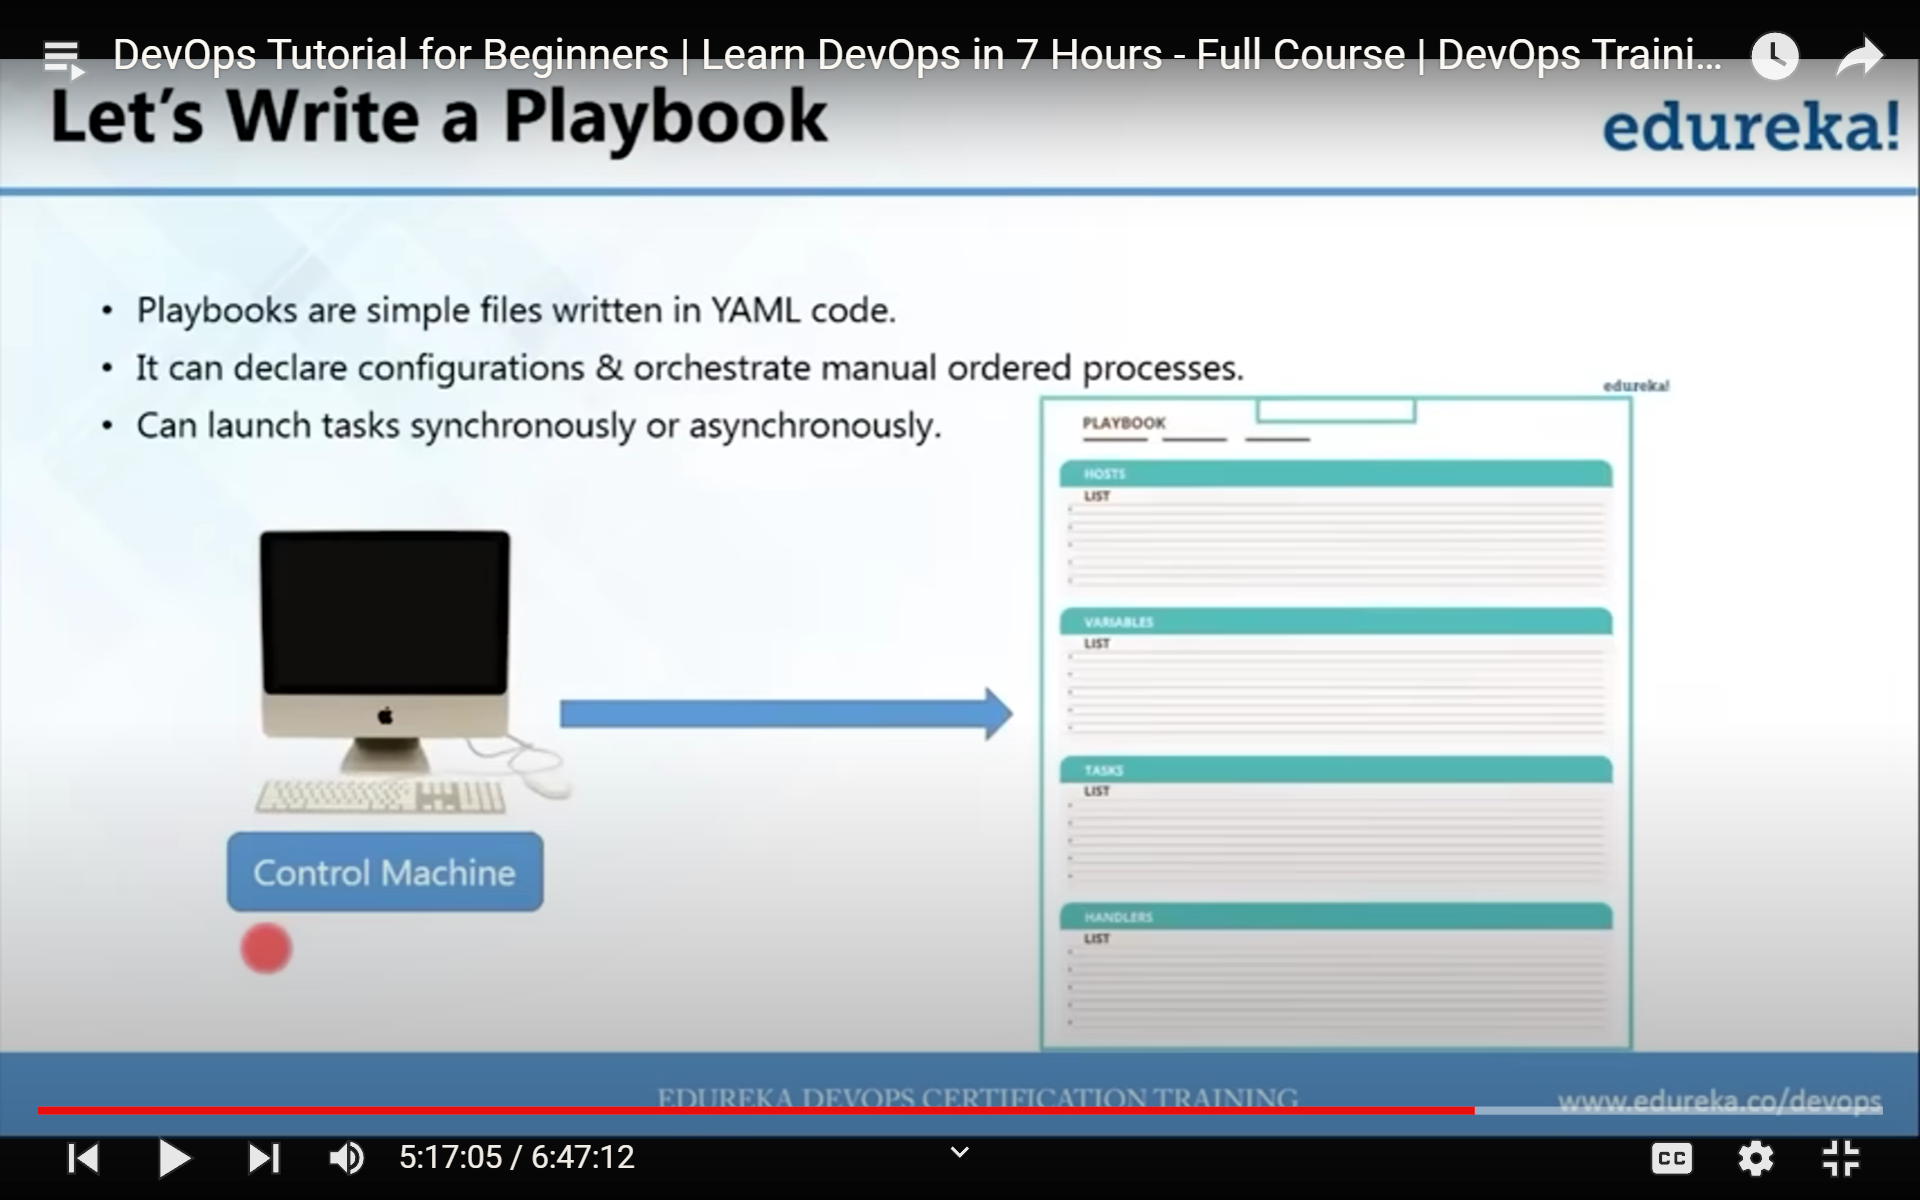 DevOps Tutorial for Beginners | Learn DevOps in 7 Hours - Full Course | DevOps Traini...
Let's Write a Playbook
edureka!
• Playbooks are simple files written in YAML code.
• It can declare configurations & orchestrate manual ordered processes.
• Can launch tasks synchronously or asynchronously.
edureka!
PLAYBOOK
HOSTS
LIST
VARIABLES
LIST
TASKS
LIST
HANDLERS
LIST
Control Machine
EDUREKA DEVOPS CERTIFICATION TRAINING
www.edureka.co/devops
5:17:05 / 6:47:12
CC